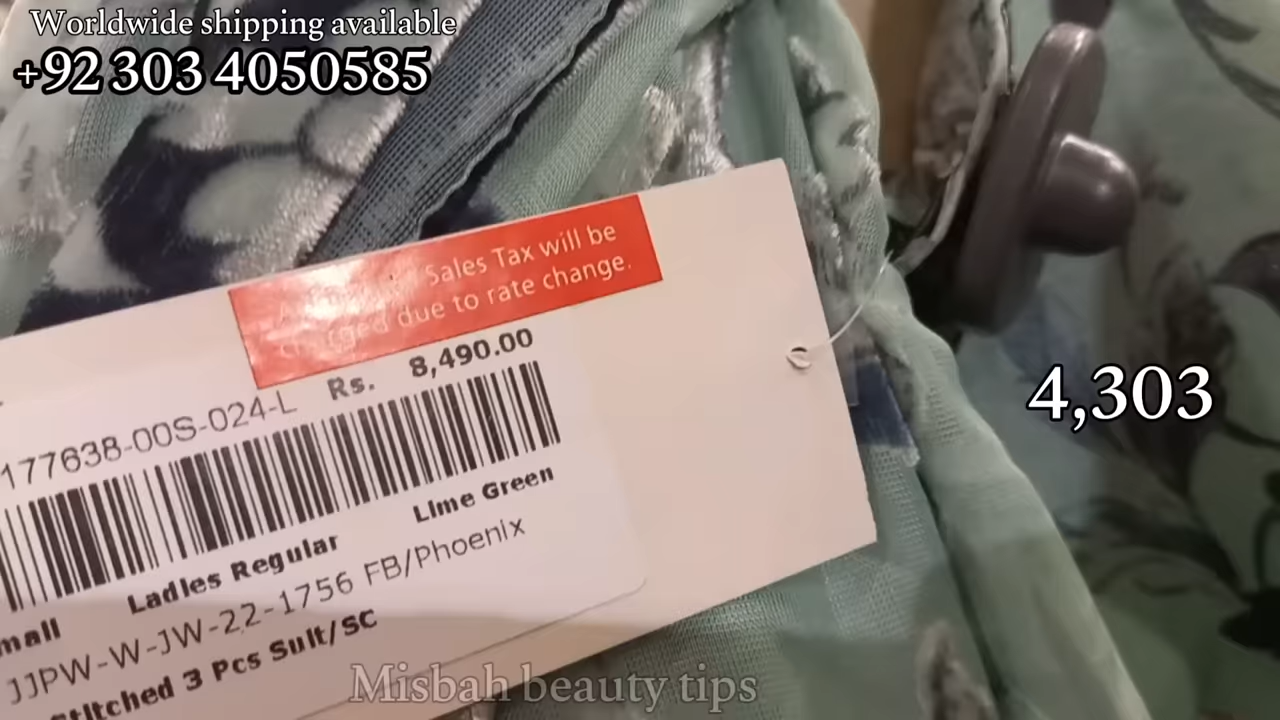 Worldwide shipping available
+92 303 4050585
Sales Tax will be
due to rate change.
Rs. 8,490.00
177638-00S-024-L
4,303
Lime Green
Ladies Regular
JJPW-W-JW-22-1756 FB/Phoenix
Stitched 3 Pcs Suit/SC
Misbah beauty tips